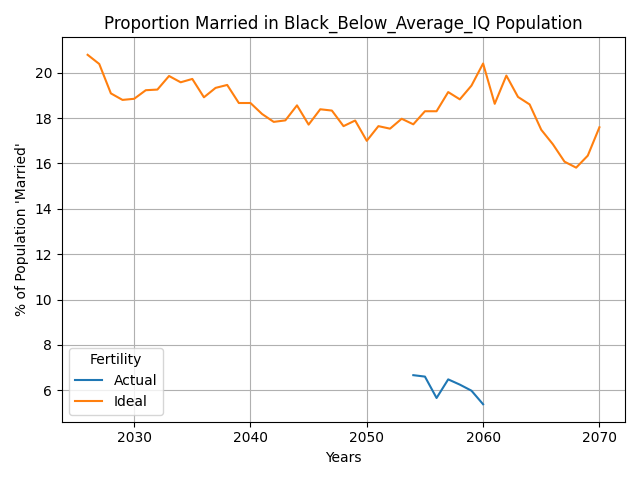 Proportion Married in Black_Below_Average_IQ Population
% of Population 'Married'
20
18
16
14
12
10
8
6
Fertility
Actual
Ideal
2030 2040 2050 2060 2070
Years